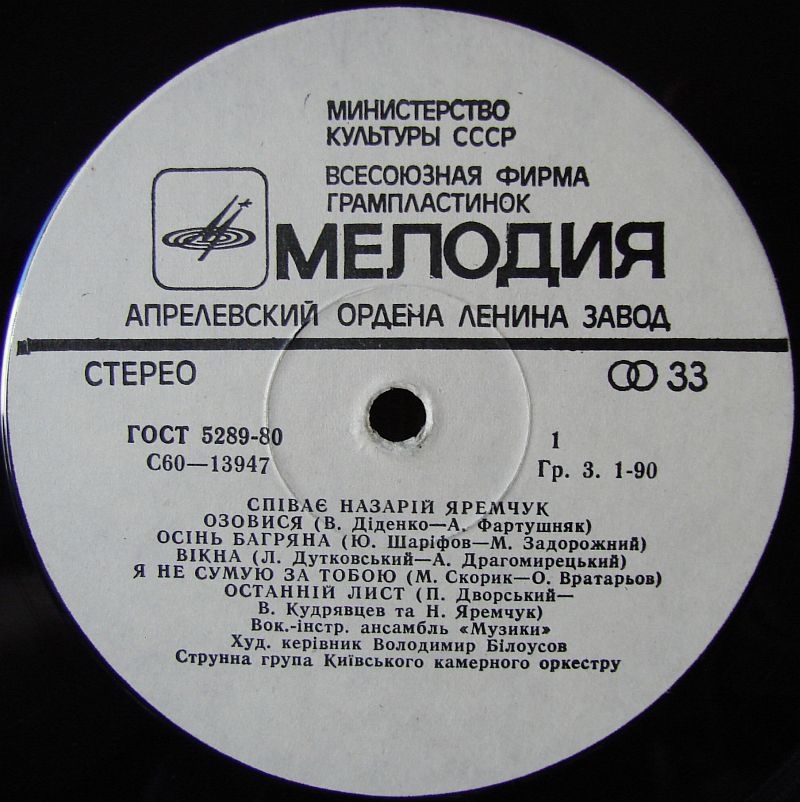 МИНИСТЕРСТВО
КУЛЬТУРЫ СССР
ВСЕСОЮЗНАЯ ФИРМА
ГРАМПЛАСТИНОК
МЕЛОДИЯ
АПРЕЛЕВСКИЙ ОРДЕНА ЛЕНИНА ЗАВОД
СТЕРЕО
33
ГОСТ 5289-80
1
С60—13947
Гр. 3. 1-90
СПІВАЄ НАЗАРІЙ ЯРЕМЧУК
ОЗОВИСЯ (В. Діденко—А. Фартушняк)
ОСІНЬ БАГРЯНА (Ю. Шаріфов—М. Задорожний)
ВІКНА (Л. Дутковський—А. Драгомирецький)
Я НЕ СУМУЮ ЗА ТОБОЮ (М. Скорик—О. Вратарьов)
ОСТАННІЙ ЛИСТ (П. Дворський—
В. Кудрявцев та Н. Яремчук)
Вок.-інстр. ансамбль «Музики»
Худ. керівник Володимир Білоусов
Струнна група Київського камерного оркестру